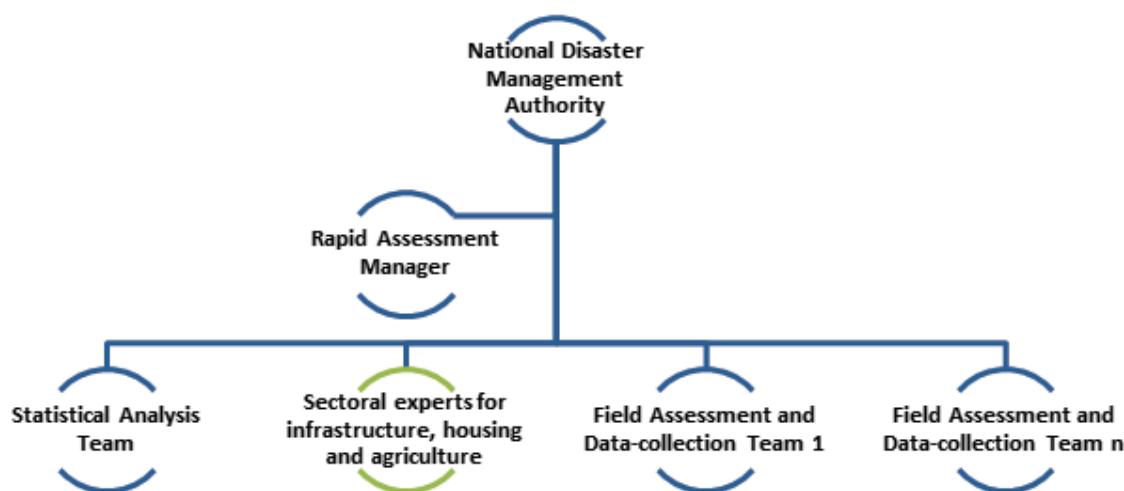 National Disaster
Management
Authority
Rapid Assessment
Manager
Statistical Analysis
Team
Sectoral experts for
infrastructure, housing
and agriculture
Field Assessment and
Data-collection Team 1
Field Assessment and
Data-collection Team n